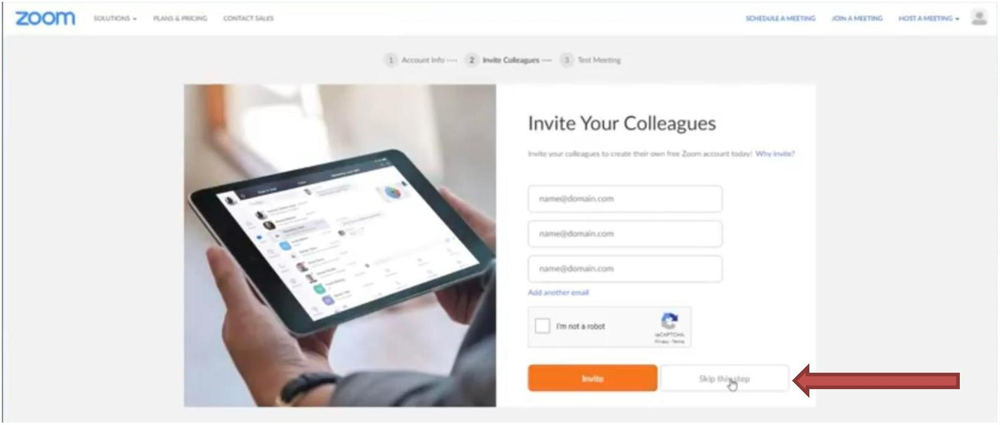 zoom
SOLUTIONS
PLANS & PRICING
CONTACT SALES
SCHEDULE A MEETING
JOIN A MEETING
HOST A MEETING
1 Account Info ---- 2 Invite Colleagues ---- 3 Test Meeting
Invite Your Colleagues
Invite your colleagues to create their own free Zoom account today! Why invite?
name@domain.com
name@domain.com
name@domain.com
Add another email
I'm not a robot
reCAPTCHA
Privacy - Terms
Invite
Skip this step